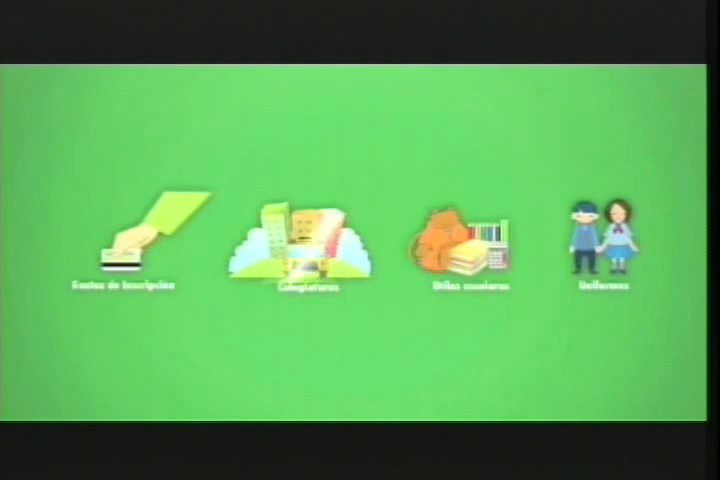 Gastos de Inscripción
Colegiaturas
Útiles escolares
Uniformes